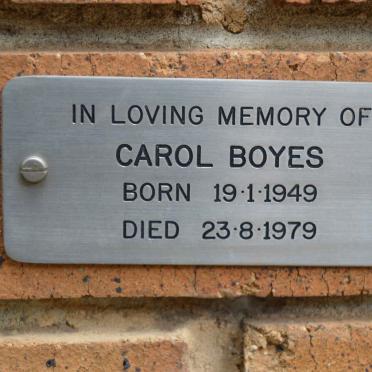 IN LOVING MEMORY OF
CAROL BOYES
BORN 19·1·1949
DIED 23·8·1979